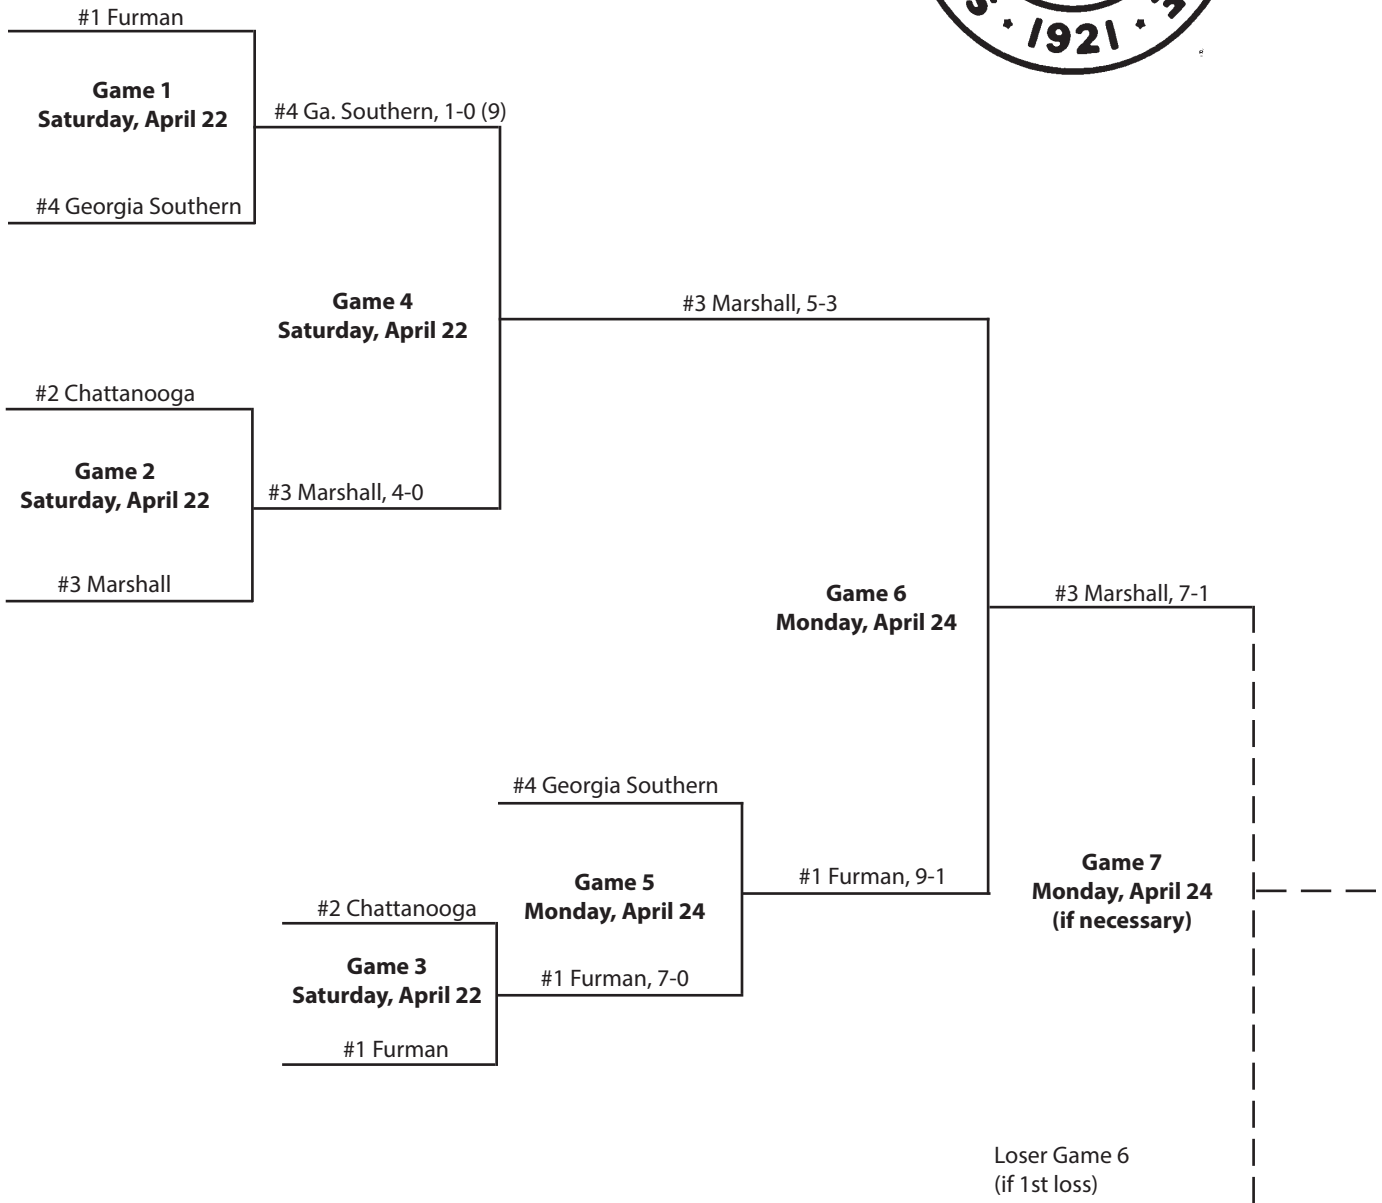 #1 Furman
Game 1
Saturday, April 22
#4 Georgia Southern
#4 Ga. Southern, 1-0 (9)
Game 4
Saturday, April 22
#2 Chattanooga
Game 2
Saturday, April 22
#3 Marshall
#3 Marshall, 4-0
#3 Marshall, 5-3
Game 6
Monday, April 24
#3 Marshall, 7-1
#4 Georgia Southern
Game 5
Monday, April 24
#1 Furman, 9-1
#2 Chattanooga
Game 3
Saturday, April 22
#1 Furman
#1 Furman, 7-0
Game 7
Monday, April 24
(if necessary)
Loser Game 6
(if 1st loss)
· 1921 ·